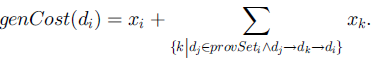 genCost(d_i) = x_i + \sum_{\{k | d_j \in provSet_i \wedge d_j \to d_k \to d_i\}} x_k.